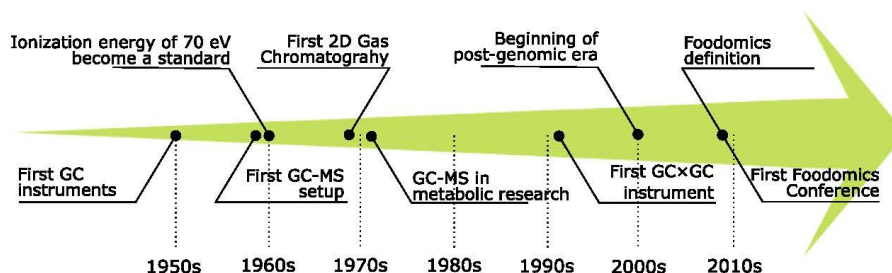 Ionization energy of 70 eV
become a standard
First 2D Gas
Chromatograhy
Beginning of
post-genomic era
Foodomics
definition
First GC
instruments
First GC-MS
setup
GC-MS in
metabolic research
First GC×GC
instrument
First Foodomics
Conference
1950s
1960s
1970s
1980s
1990s
2000s
2010s